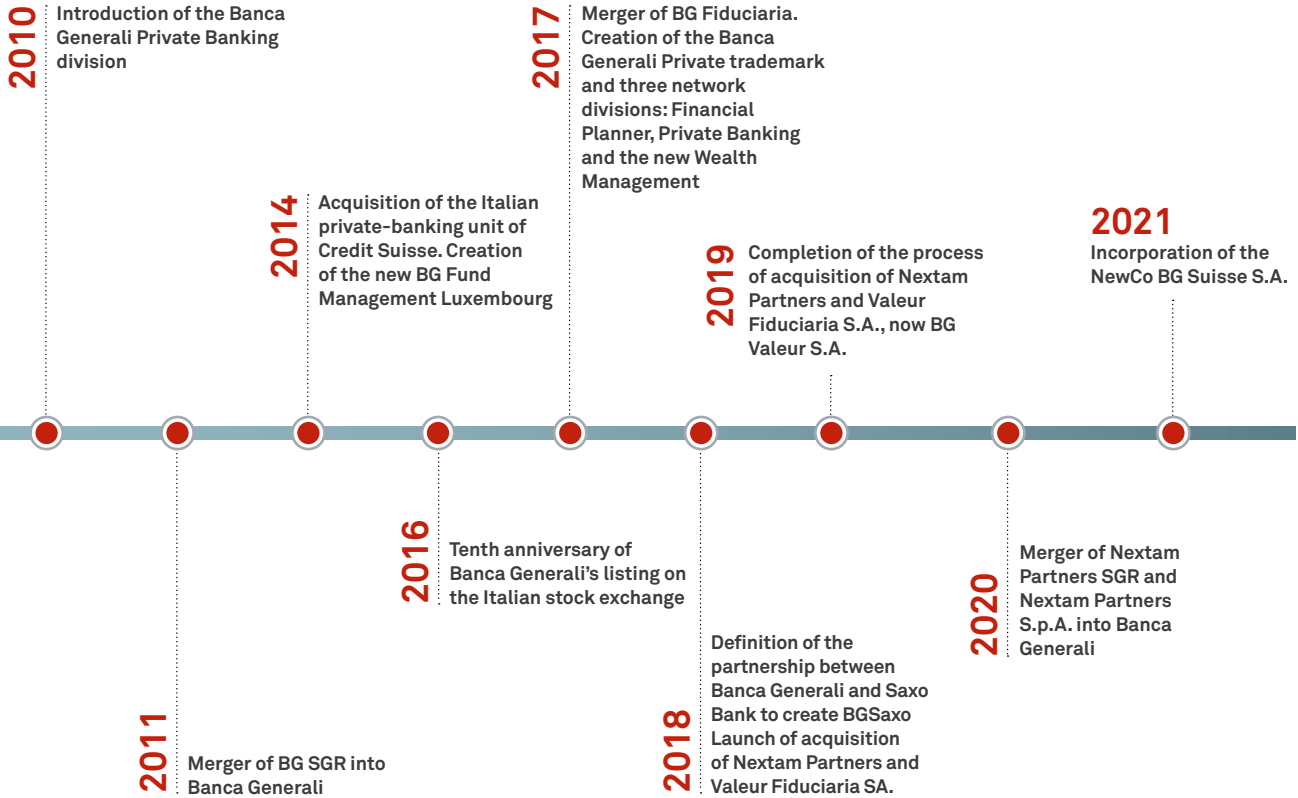 2010
Introduction of the Banca
Generali Private Banking
division
2011
Merger of BG SGR into
Banca Generali
2014
Acquisition of the Italian
private-banking unit of
Credit Suisse. Creation
of the new BG Fund
Management Luxembourg
2016
Tenth anniversary of
Banca Generali’s listing on
the Italian stock exchange
2017
Merger of BG Fiduciaria.
Creation of the Banca
Generali Private trademark
and three network
divisions: Financial
Planner, Private Banking
and the new Wealth
Management
2018
Definition of the
partnership between
Banca Generali and Saxo
Bank to create BGSaxo
Launch of acquisition
of Nextam Partners and
Valeur Fiduciaria SA.
2019
Completion of the process
of acquisition of Nextam
Partners and Valeur
Fiduciaria S.A., now BG
Valeur S.A.
2020
Merger of Nextam
Partners SGR and
Nextam Partners
S.p.A. into Banca
Generali
2021
Incorporation of the
NewCo BG Suisse S.A.